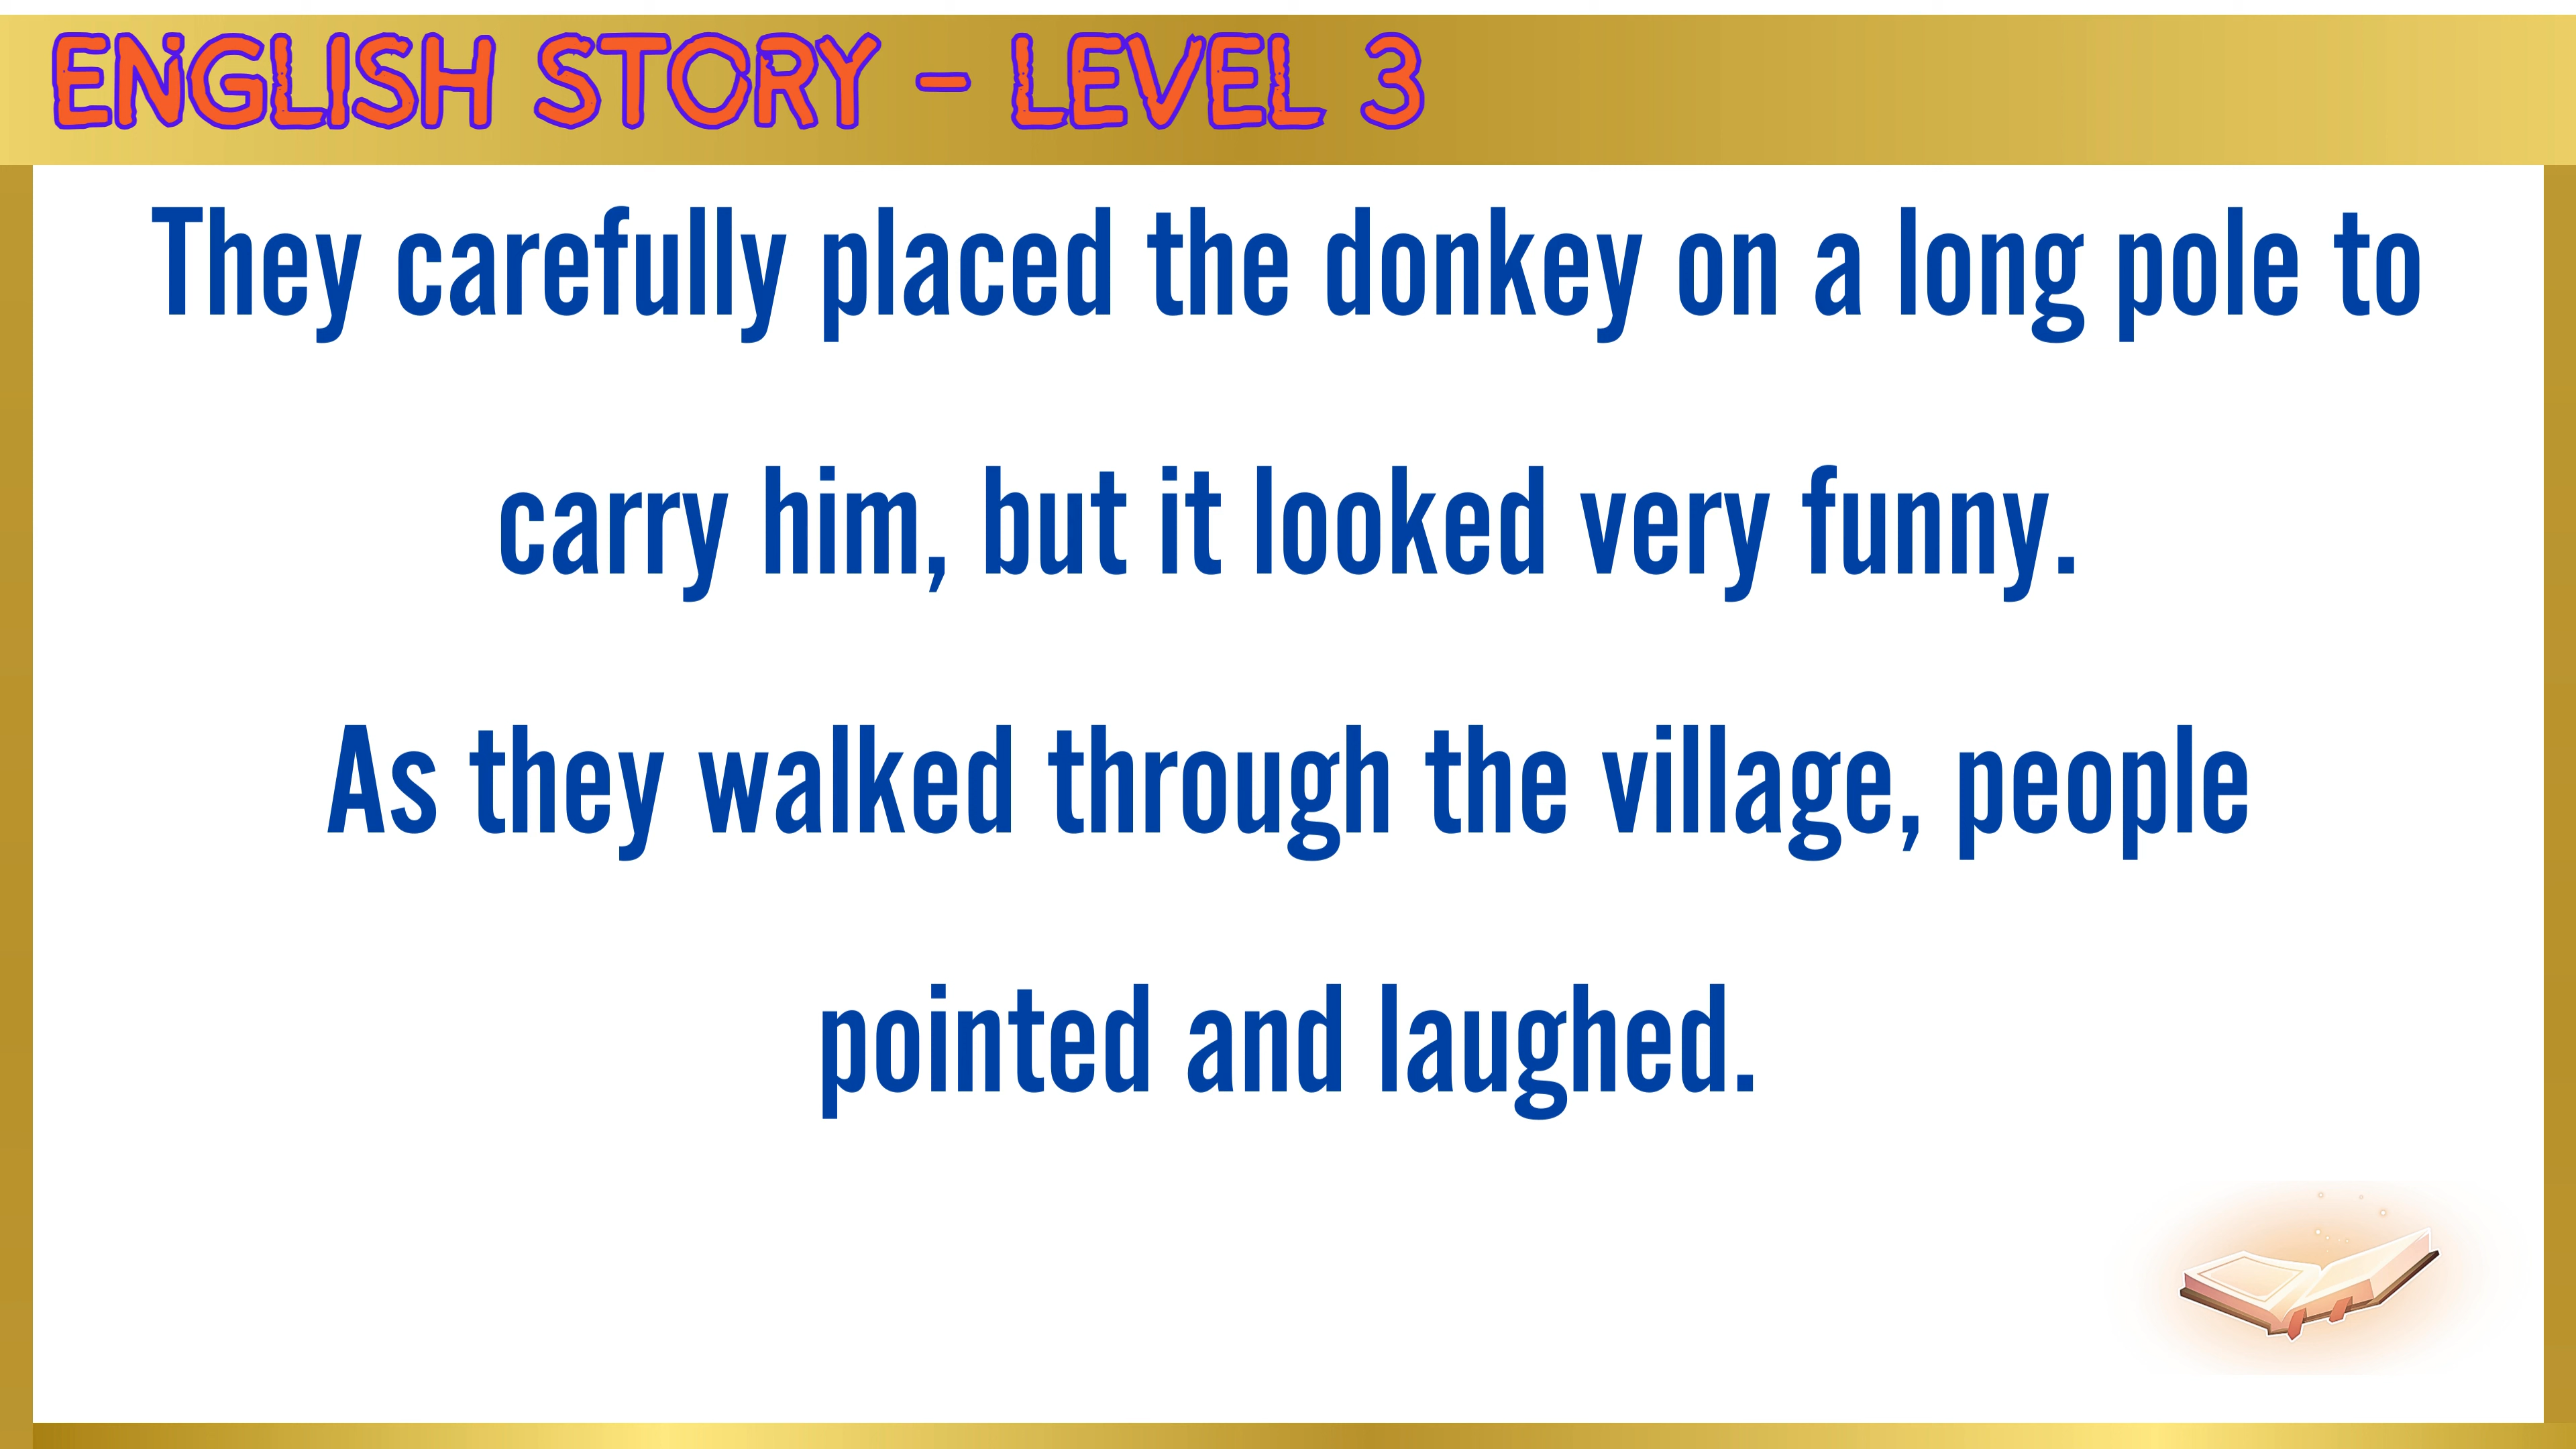 ENGLISH STORY - LEVEL 3
They carefully placed the donkey on a long pole to
carry him, but it looked very funny.
As they walked through the village, people
pointed and laughed.